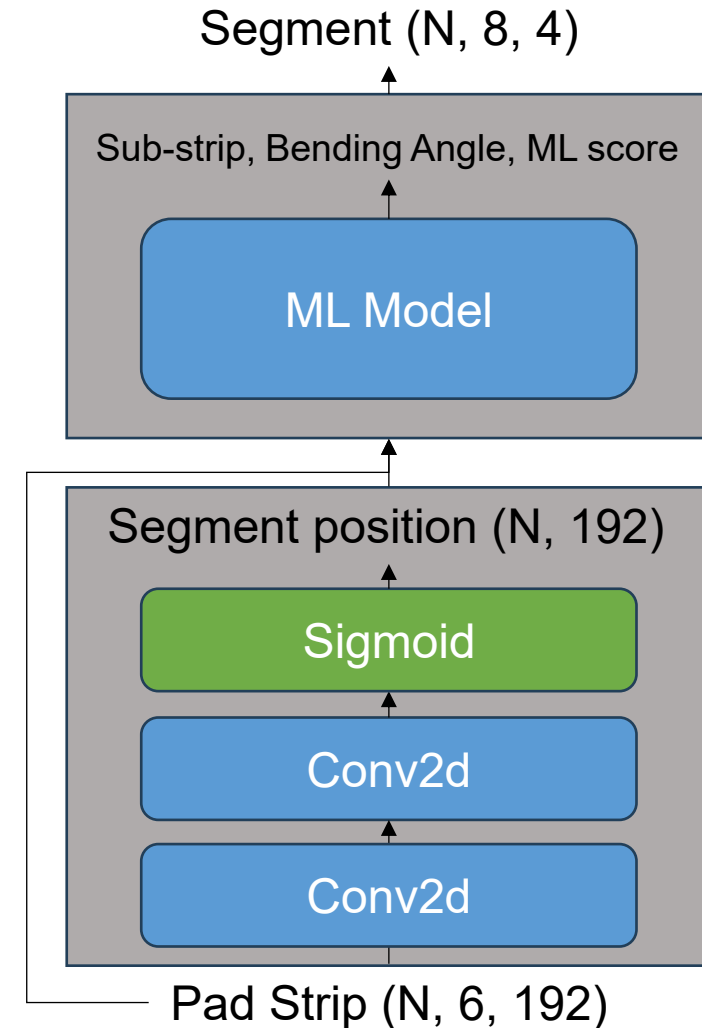 Segment (N, 8, 4)
Sub-strip, Bending Angle, ML score
ML Model
Segment position (N, 192)
Sigmoid
Conv2d
Conv2d
Pad Strip (N, 6, 192)